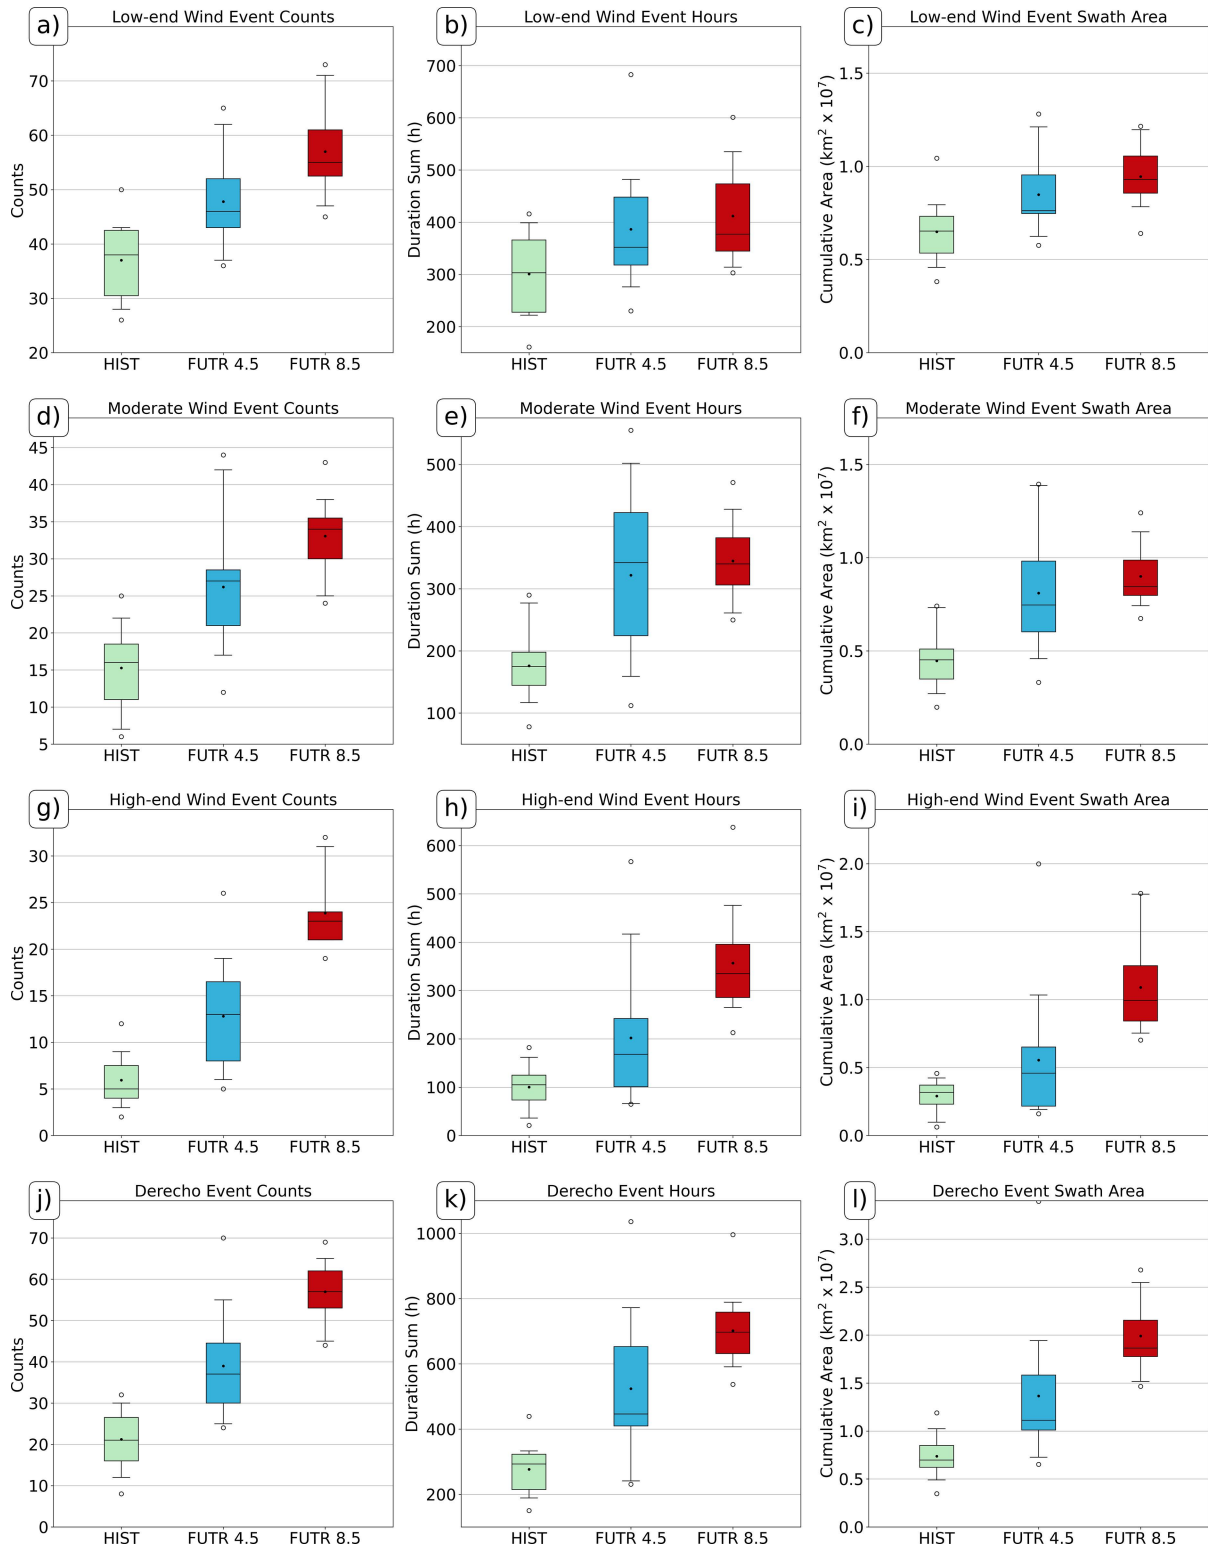 a)
Low-end Wind Event Counts
Counts
70
60
50
40
30
20
HIST FUTR 4.5 FUTR 8.5
b)
Low-end Wind Event Hours
Duration Sum (h)
700
600
500
400
300
200
HIST FUTR 4.5 FUTR 8.5
c)
Low-end Wind Event Swath Area
Cumulative Area (km² x 10⁷)
1.5
1.0
0.5
0.0
HIST FUTR 4.5 FUTR 8.5
d)
Moderate Wind Event Counts
Counts
45
40
35
30
25
20
15
10
5
HIST FUTR 4.5 FUTR 8.5
e)
Moderate Wind Event Hours
Duration Sum (h)
500
400
300
200
100
HIST FUTR 4.5 FUTR 8.5
f)
Moderate Wind Event Swath Area
Cumulative Area (km² x 10⁷)
1.5
1.0
0.5
0.0
HIST FUTR 4.5 FUTR 8.5
g)
High-end Wind Event Counts
Counts
30
25
20
15
10
5
0
HIST FUTR 4.5 FUTR 8.5
h)
High-end Wind Event Hours
Duration Sum (h)
600
500
400
300
200
100
0
HIST FUTR 4.5 FUTR 8.5
i)
High-end Wind Event Swath Area
Cumulative Area (km² x 10⁷)
2.0
1.5
1.0
0.5
0.0
HIST FUTR 4.5 FUTR 8.5
j)
Derecho Event Counts
Counts
70
60
50
40
30
20
10
0
HIST FUTR 4.5 FUTR 8.5
k)
Derecho Event Hours
Duration Sum (h)
1000
800
600
400
200
HIST FUTR 4.5 FUTR 8.5
l)
Derecho Event Swath Area
Cumulative Area (km² x 10⁷)
3.0
2.5
2.0
1.5
1.0
0.5
0.0
HIST FUTR 4.5 FUTR 8.5